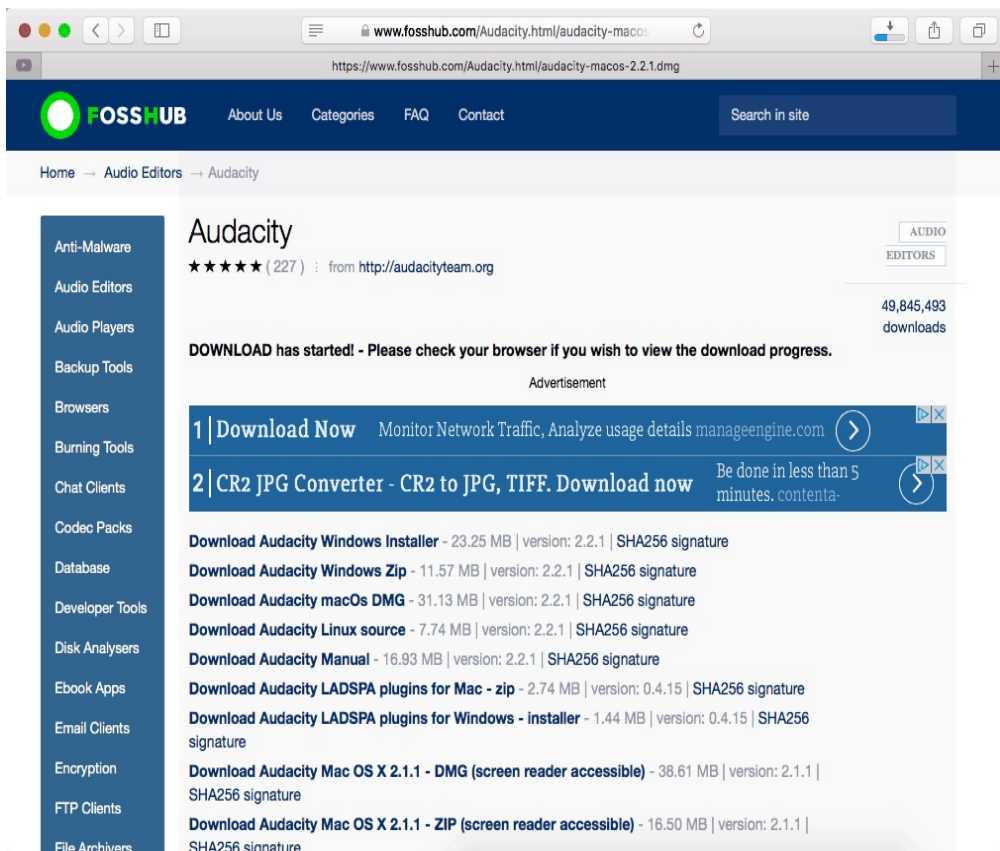 www.fosshub.com/Audacity.html/audacity-macos
https://www.fosshub.com/Audacity.html/audacity-macos-2.2.1.dmg
FOSSHUB
About Us
Categories
FAQ
Contact
Search in site
Home → Audio Editors → Audacity
Anti-Malware
Audio Editors
Audio Players
Backup Tools
Browsers
Burning Tools
Chat Clients
Codec Packs
Database
Developer Tools
Disk Analysers
Ebook Apps
Email Clients
Encryption
FTP Clients
File Archivers
Audacity
★★★★★ ( 227 ) : from http://audacityteam.org
AUDIO
EDITORS
49,845,493
downloads
DOWNLOAD has started! - Please check your browser if you wish to view the download progress.
Advertisement
1 | Download Now Monitor Network Traffic, Analyze usage details manageengine.com
2 | CR2 JPG Converter - CR2 to JPG, TIFF. Download now
Be done in less than 5
minutes. contenta-
Download Audacity Windows Installer - 23.25 MB | version: 2.2.1 | SHA256 signature
Download Audacity Windows Zip - 11.57 MB | version: 2.2.1 | SHA256 signature
Download Audacity macOs DMG - 31.13 MB | version: 2.2.1 | SHA256 signature
Download Audacity Linux source - 7.74 MB | version: 2.2.1 | SHA256 signature
Download Audacity Manual - 16.93 MB | version: 2.2.1 | SHA256 signature
Download Audacity LADSPA plugins for Mac - zip - 2.74 MB | version: 0.4.15 | SHA256 signature
Download Audacity LADSPA plugins for Windows - installer - 1.44 MB | version: 0.4.15 | SHA256
signature
Download Audacity Mac OS X 2.1.1 - DMG (screen reader accessible) - 38.61 MB | version: 2.1.1 |
SHA256 signature
Download Audacity Mac OS X 2.1.1 - ZIP (screen reader accessible) - 16.50 MB | version: 2.1.1 |
SHA256 signature